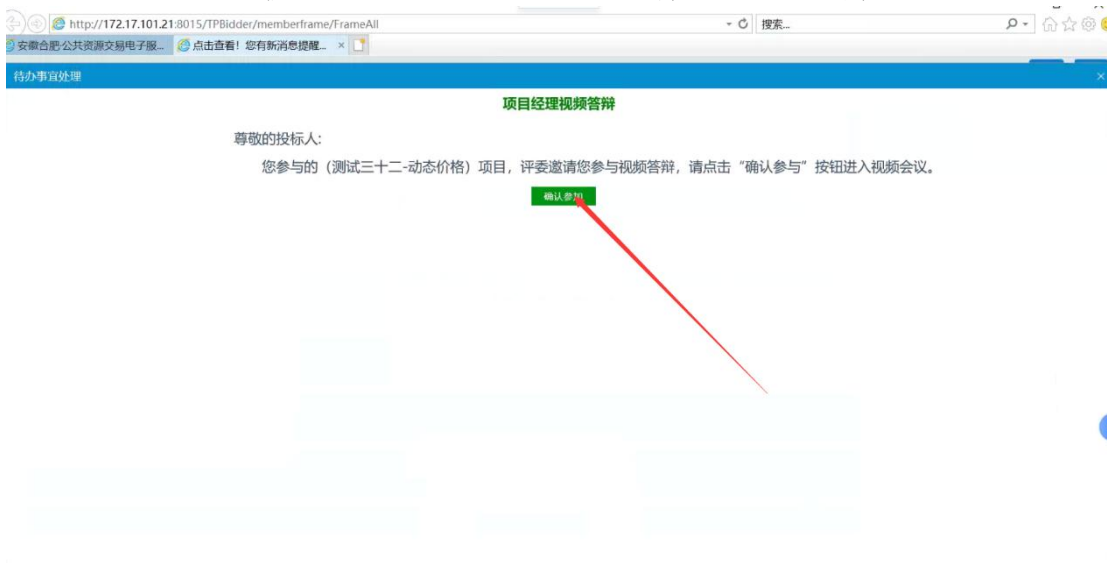 http://172.17.101.21:8015/TPBidder/memberframe/FrameAll
搜索...
安徽合肥公共资源交易电子服...
点击查看！您有新消息提醒...
待办事宜处理
项目经理视频答辩
尊敬的投标人:
您参与的（测试三十二-动态价格）项目，评委邀请您参与视频答辩，请点击“确认参与”按钮进入视频会议。
确认参加